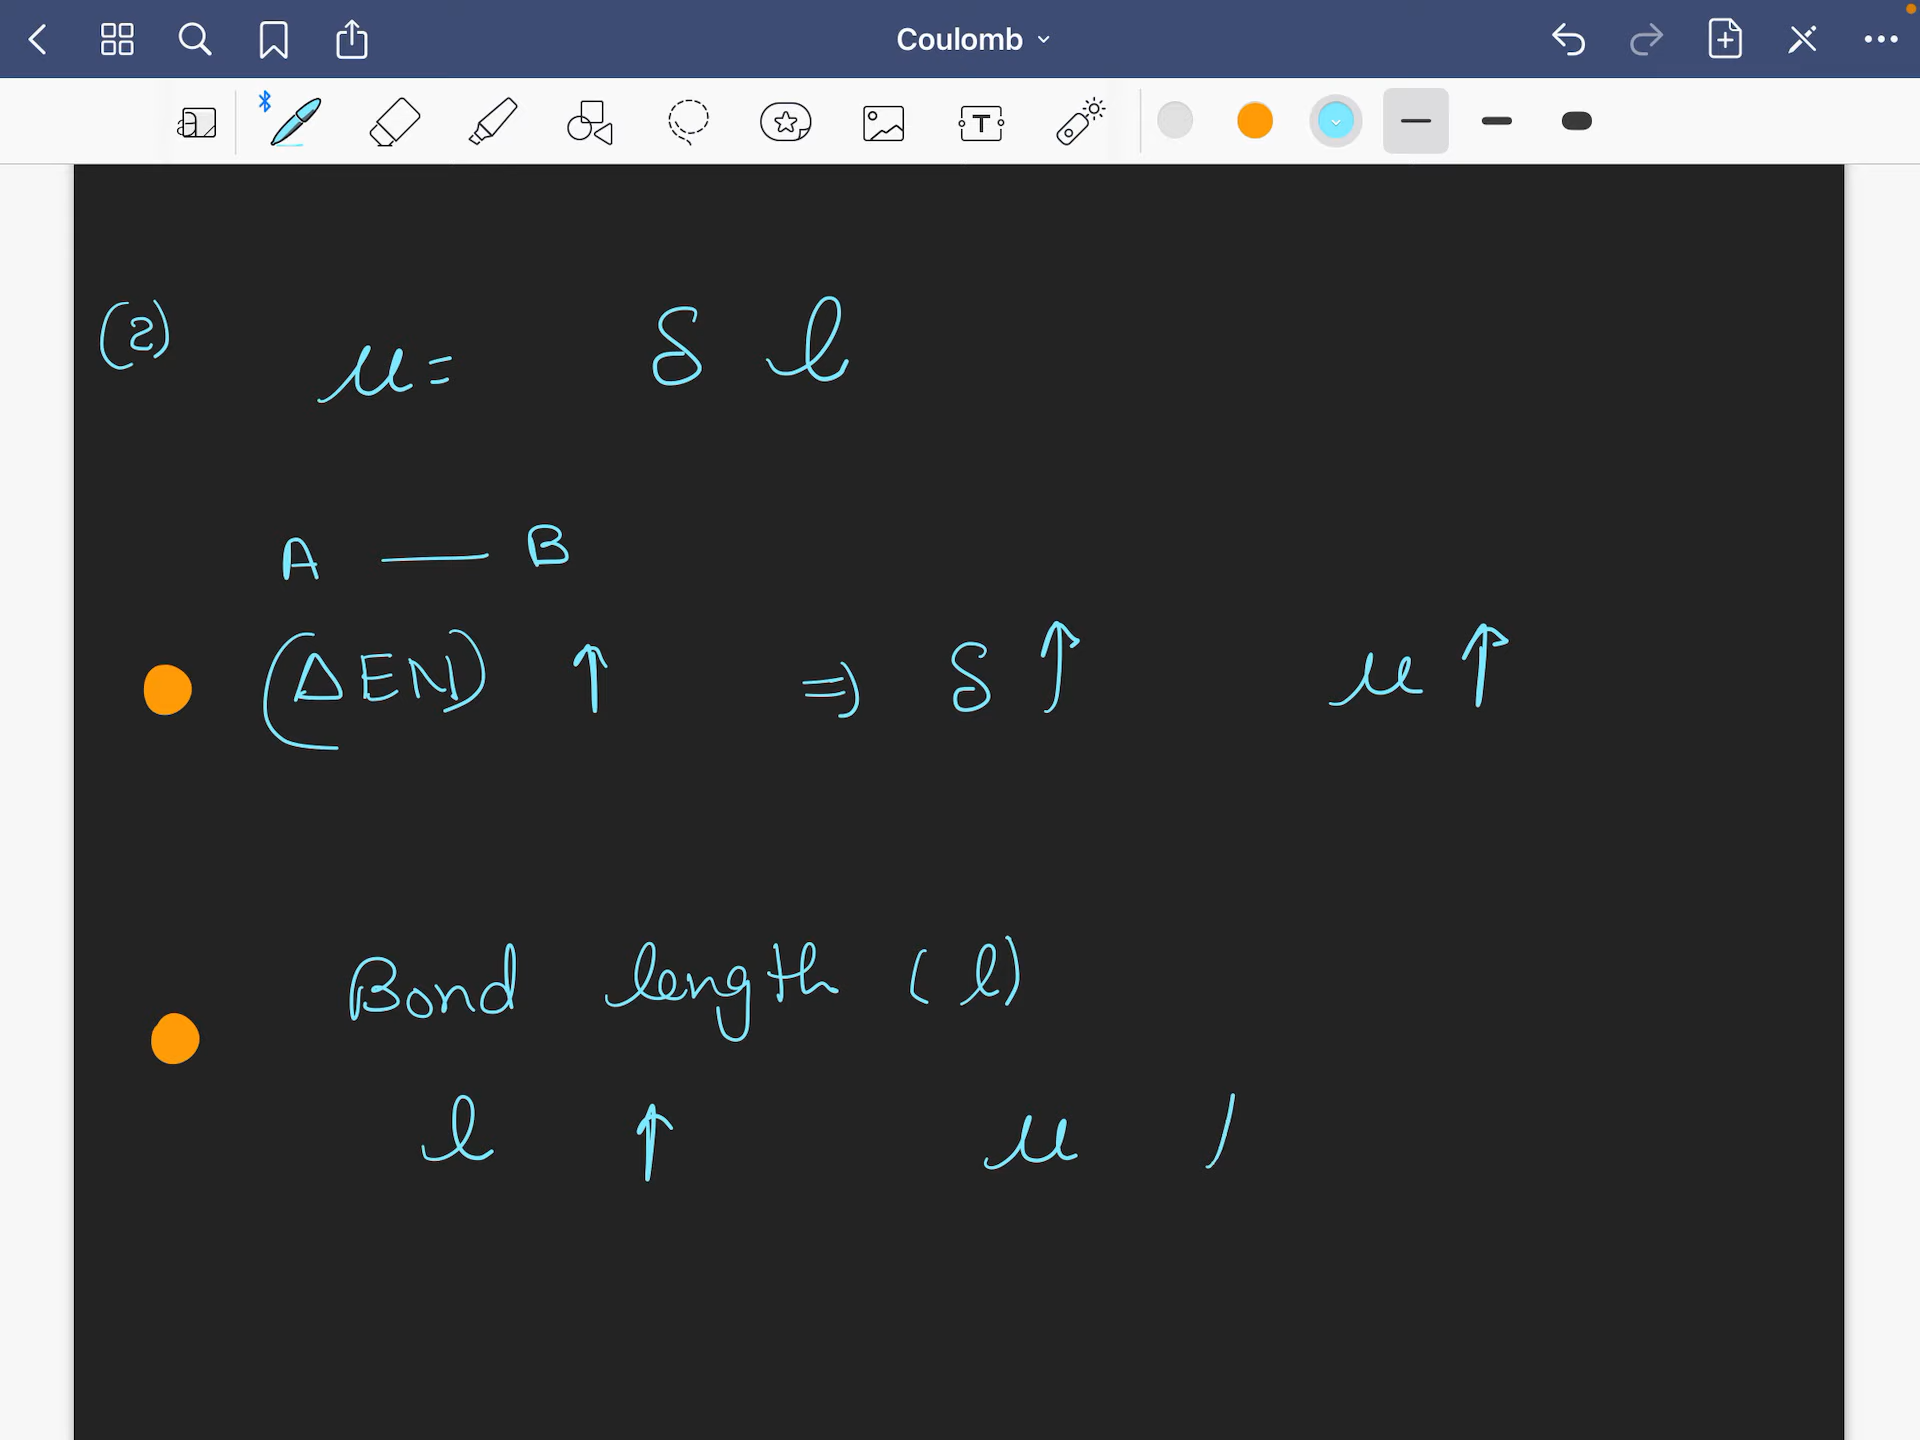 Coulomb
T
(2) μ = δ l
A — B
(ΔEN) ↑ ⇒ δ ↑ μ ↑
Bond length (l)
l ↑ μ /